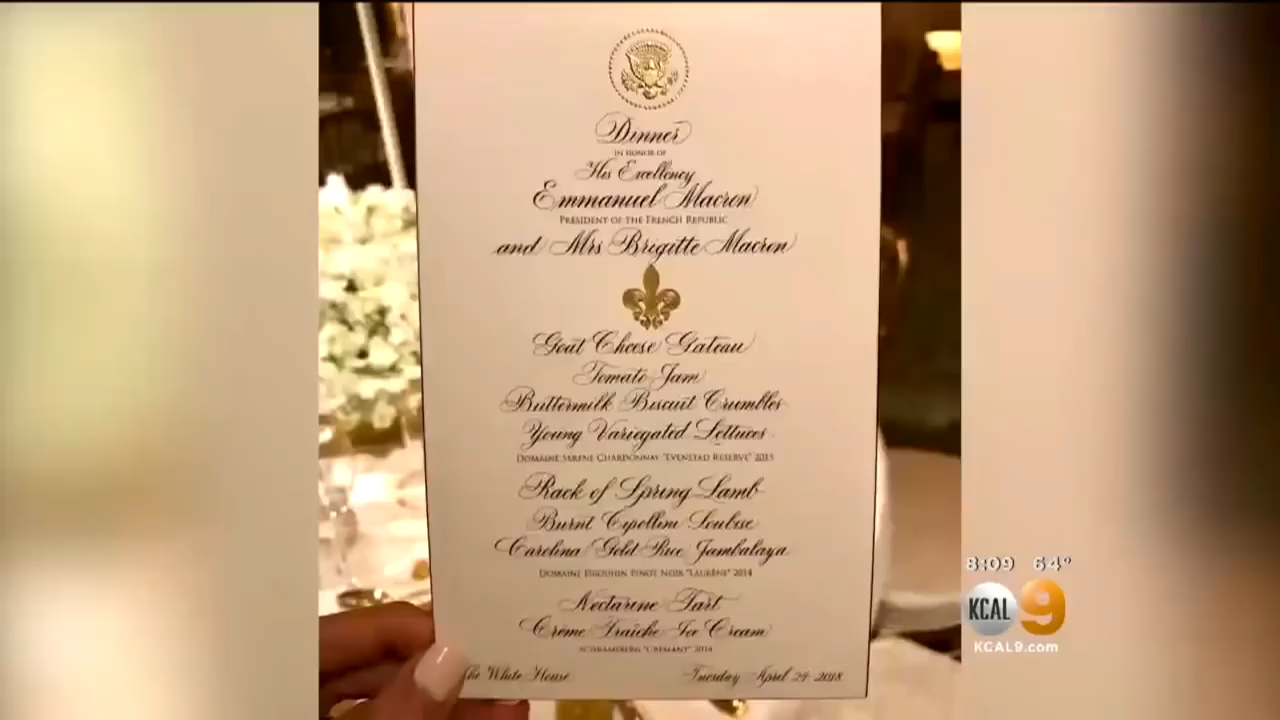 Dinner
IN HONOR OF
His Excellency
Emmanuel Macron
PRESIDENT OF THE FRENCH REPUBLIC
and Mrs Brigitte Macron
Goat Cheese Gateau
Tomato Jam
Buttermilk Biscuit Crumbles
Young Variegated Lettuces
DOMAINE SERENE CHARDONNAY "EVENSTAD RESERVE" 2015
Rack of Spring Lamb
Burnt Cipollini Soubise
Carolina Gold Rice Jambalaya
DOMAINE DROUHIN PINOT NOIR "LAURÈNE" 2014
Nectarine Tart
Crème Fraîche Ice Cream
SCHRAMSBERG "CRÉMANT" 2014
The White House Tuesday April 24 2018
8:09 64°
KCAL 9
KCAL9.com